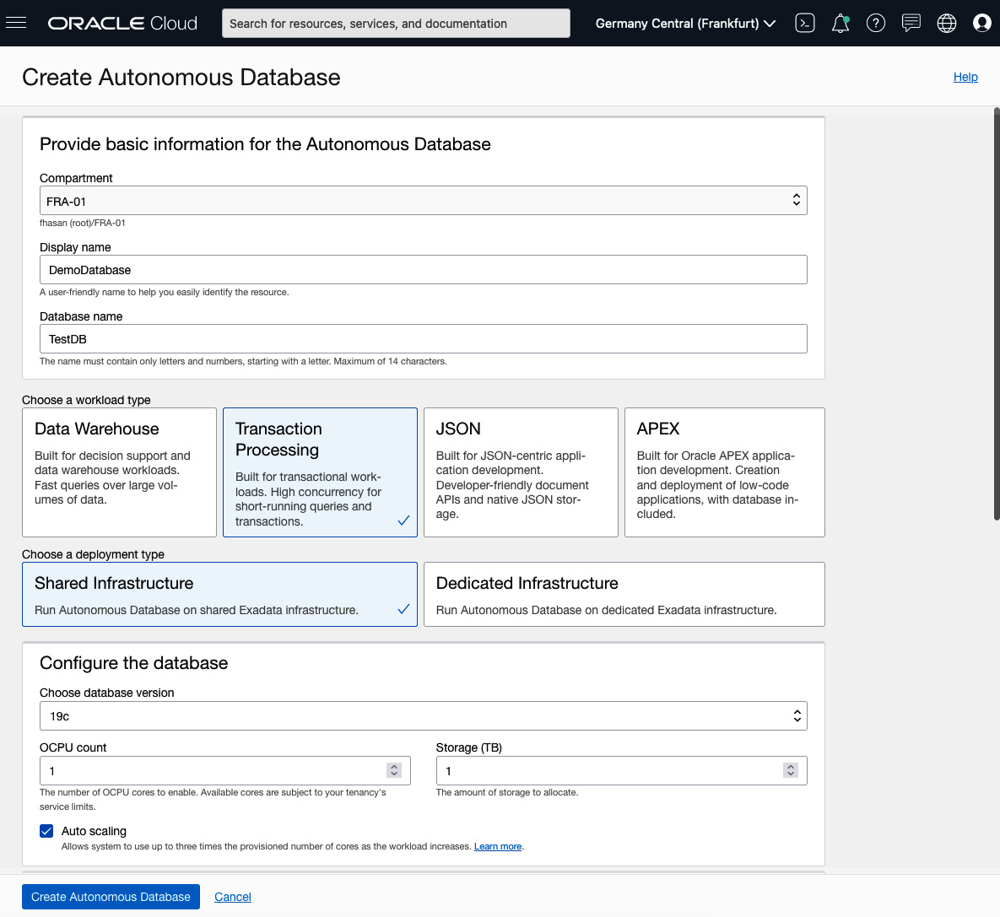 ORACLE Cloud
Search for resources, services, and documentation
Germany Central (Frankfurt)
Create Autonomous Database
Help
Provide basic information for the Autonomous Database
Compartment
FRA-01
fhasan (root)/FRA-01
Display name
DemoDatabase
A user-friendly name to help you easily identify the resource.
Database name
TestDB
The name must contain only letters and numbers, starting with a letter. Maximum of 14 characters.
Choose a workload type
Data Warehouse
Built for decision support and
data warehouse workloads.
Fast queries over large vol-
umes of data.
Transaction
Processing
Built for transactional work-
loads. High concurrency for
short-running queries and
transactions.
JSON
Built for JSON-centric appli-
cation development.
Developer-friendly document
APIs and native JSON stor-
age.
APEX
Built for Oracle APEX applica-
tion development. Creation
and deployment of low-code
applications, with database in-
cluded.
Choose a deployment type
Shared Infrastructure
Run Autonomous Database on shared Exadata infrastructure.
Dedicated Infrastructure
Run Autonomous Database on dedicated Exadata infrastructure.
Configure the database
Choose database version
19c
OCPU count
1
The number of OCPU cores to enable. Available cores are subject to your tenancy's
service limits.
Storage (TB)
1
The amount of storage to allocate.
Auto scaling
Allows system to use up to three times the provisioned number of cores as the workload increases. Learn more.
Create Autonomous Database
Cancel